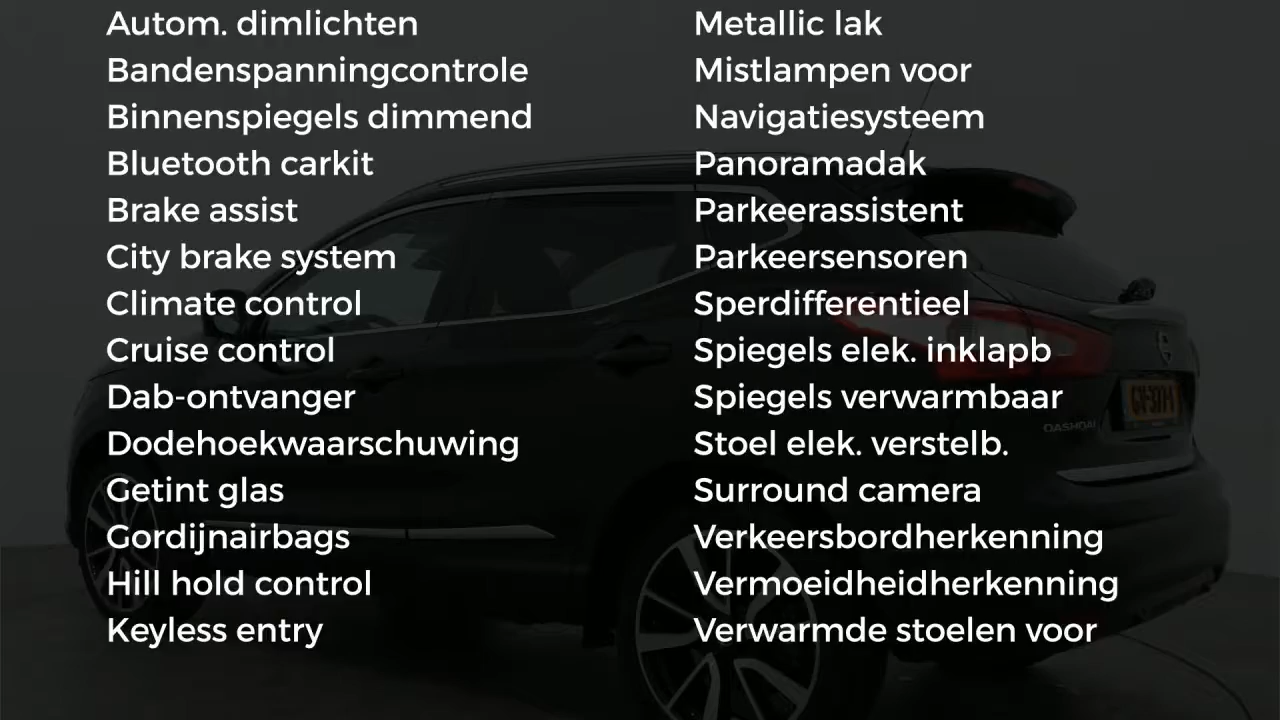 Autom. dimlichten
Bandenspanningcontrole
Binnenspiegels dimmend
Bluetooth carkit
Brake assist
City brake system
Climate control
Cruise control
Dab-ontvanger
Dodehoekwaarschuwing
Getint glas
Gordijnairbags
Hill hold control
Keyless entry
Metallic lak
Mistlampen voor
Navigatiesysteem
Panoramadak
Parkeerassistent
Parkeersensoren
Sperdifferentieel
Spiegels elek. inklapb
Spiegels verwarmbaar
Stoel elek. verstelb.
Surround camera
Verkeersbordherkenning
Vermoeidheidherkenning
Verwarmde stoelen voor
QASHQAI